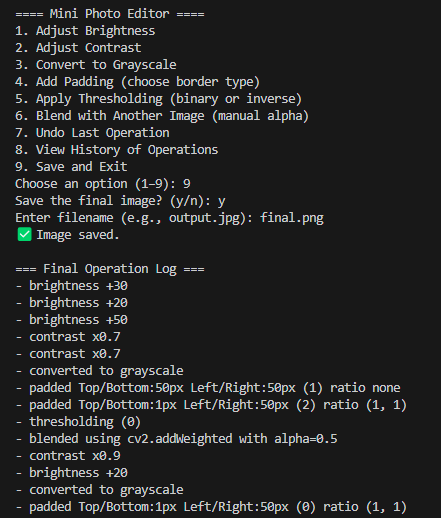 ==== Mini Photo Editor ====
1. Adjust Brightness
2. Adjust Contrast
3. Convert to Grayscale
4. Add Padding (choose border type)
5. Apply Thresholding (binary or inverse)
6. Blend with Another Image (manual alpha)
7. Undo Last Operation
8. View History of Operations
9. Save and Exit
Choose an option (1–9): 9
Save the final image? (y/n): y
Enter filename (e.g., output.jpg): final.png
✅ Image saved.
=== Final Operation Log ===
- brightness +30
- brightness +20
- brightness +50
- contrast x0.7
- contrast x0.7
- converted to grayscale
- padded Top/Bottom:50px Left/Right:50px (1) ratio none
- padded Top/Bottom:1px Left/Right:50px (2) ratio (1, 1)
- thresholding (0)
- blended using cv2.addWeighted with alpha=0.5
- contrast x0.9
- brightness +20
- converted to grayscale
- padded Top/Bottom:1px Left/Right:50px (0) ratio (1, 1)